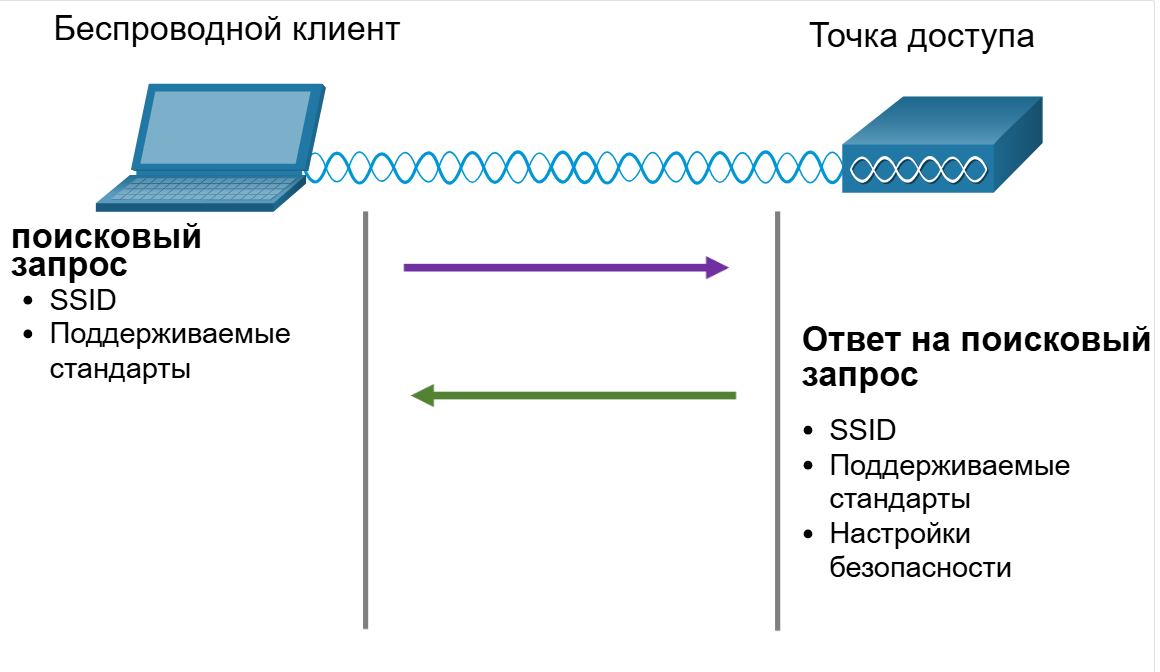 Беспроводной клиент
Точка доступа
поисковый
запрос
• SSID
• Поддерживаемые
стандарты
Ответ на поисковый
запрос
• SSID
• Поддерживаемые
стандарты
• Настройки
безопасности